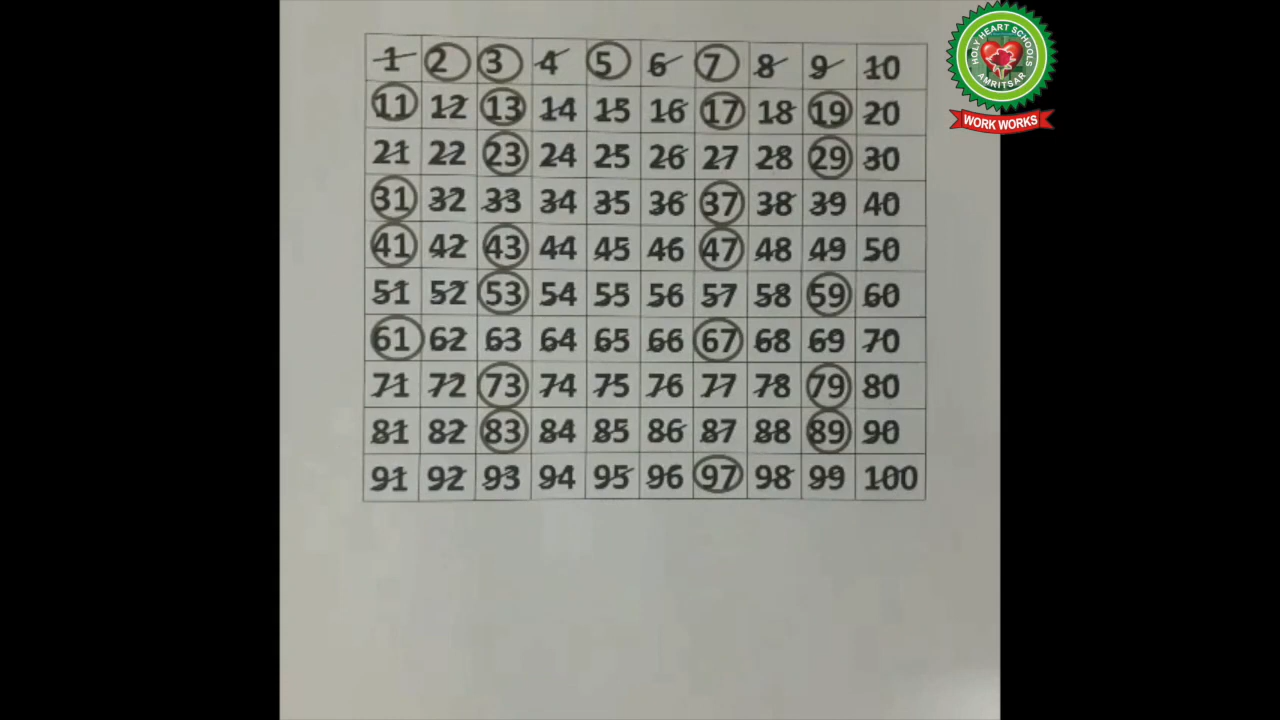 1 2 3 4 5 6 7 8 9 10
11 12 13 14 15 16 17 18 19 20
21 22 23 24 25 26 27 28 29 30
31 32 33 34 35 36 37 38 39 40
41 42 43 44 45 46 47 48 49 50
51 52 53 54 55 56 57 58 59 60
61 62 63 64 65 66 67 68 69 70
71 72 73 74 75 76 77 78 79 80
81 82 83 84 85 86 87 88 89 90
91 92 93 94 95 96 97 98 99 100
HOLY HEART SCHOOLS
AMRITSAR
WORK WORKS